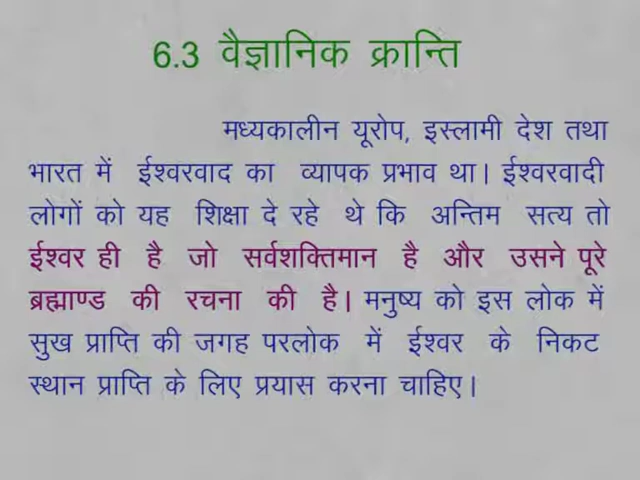 6.3 वैज्ञानिक क्रान्ति
मध्यकालीन यूरोप, इस्लामी देश तथा
भारत में ईश्वरवाद का व्यापक प्रभाव था। ईश्वरवादी
लोगों को यह शिक्षा दे रहे थे कि अन्तिम सत्य तो
ईश्वर ही है जो सर्वशक्तिमान है और उसने पूरे
ब्रह्माण्ड की रचना की है। मनुष्य को इस लोक में
सुख प्राप्ति की जगह परलोक में ईश्वर के निकट
स्थान प्राप्ति के लिए प्रयास करना चाहिए।